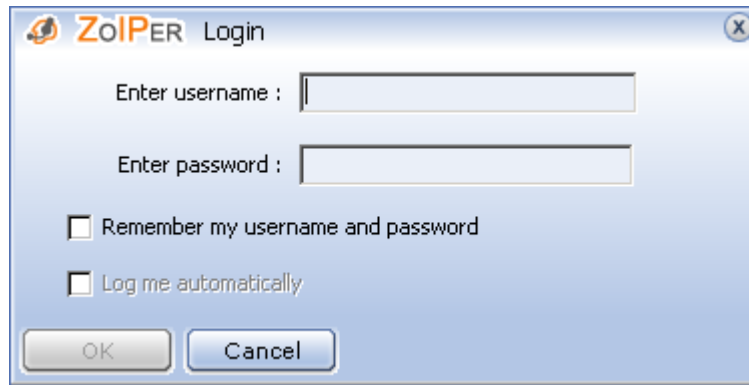 ZoIPER Login
Enter username :
Enter password :
Remember my username and password
Log me automatically
OK Cancel